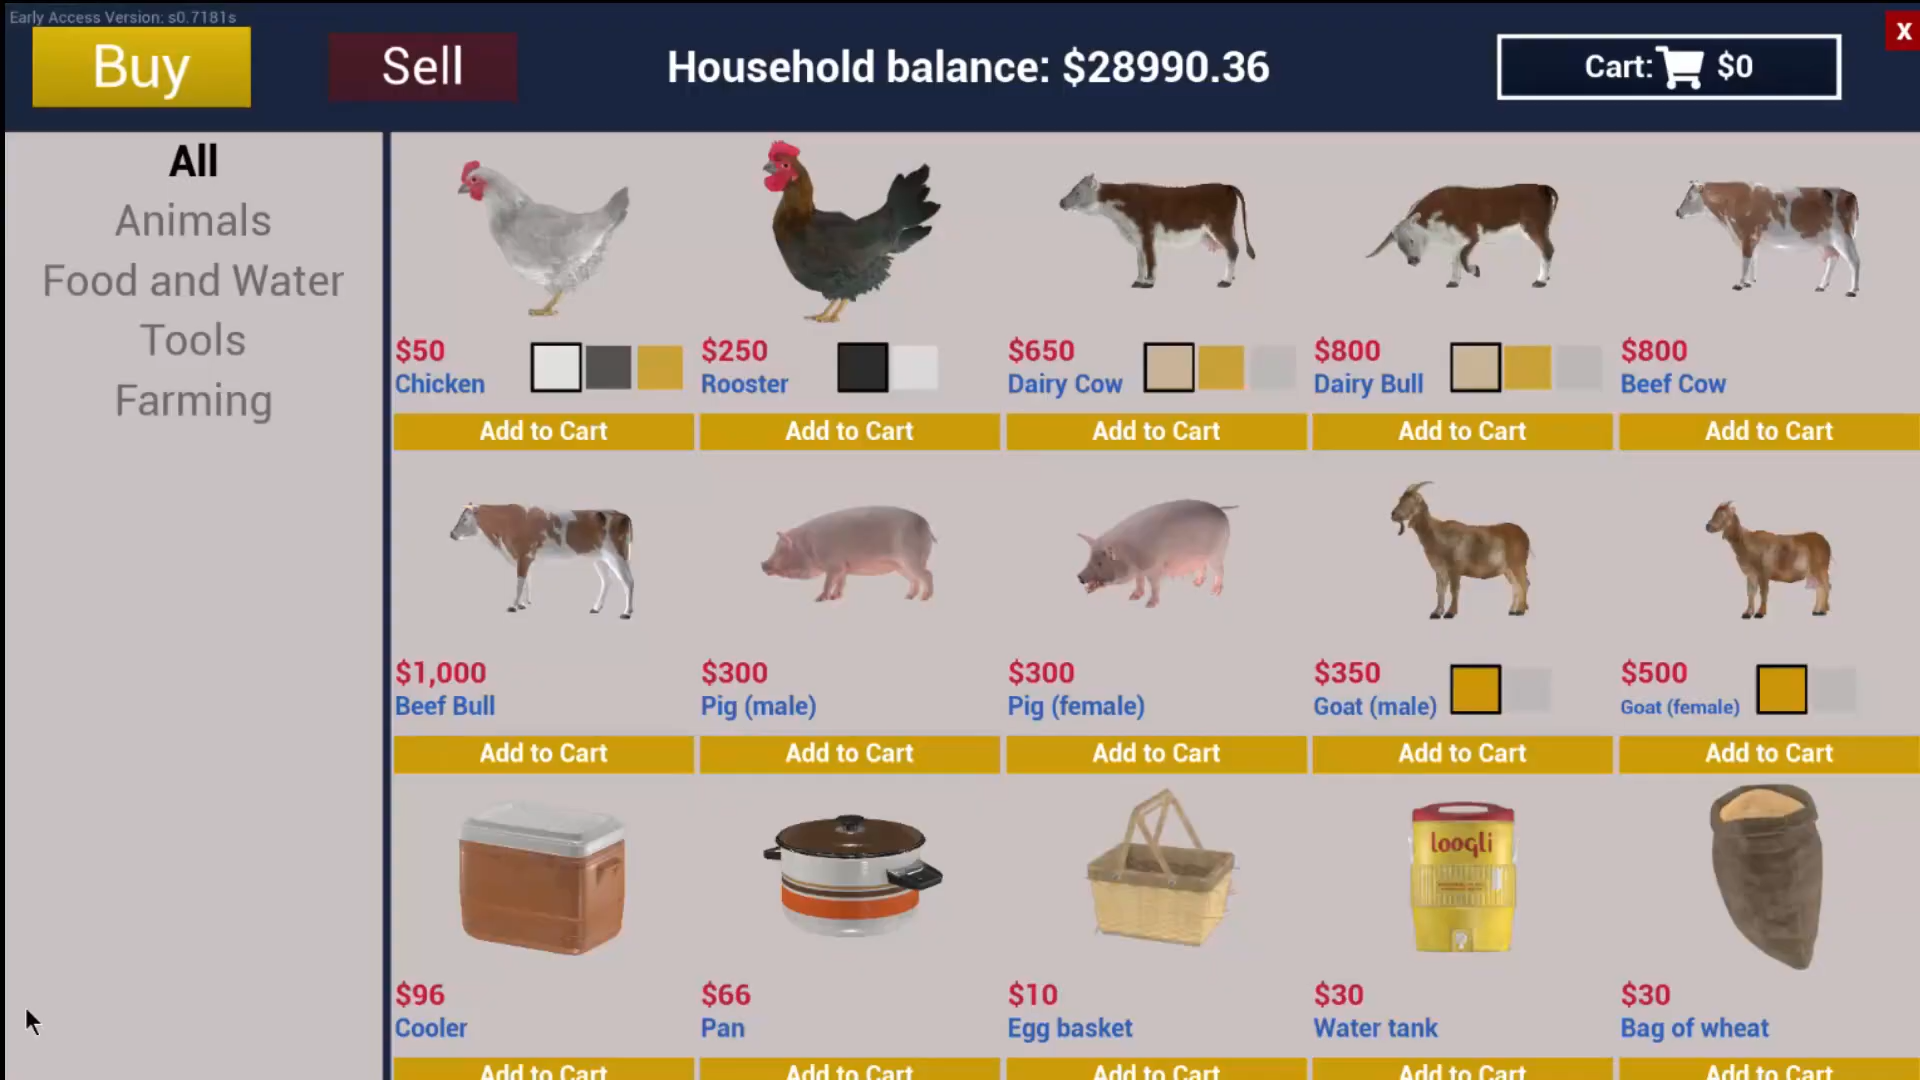 Early Access Version: s0.7181s
Buy
Sell
Household balance: $28990.36
Cart: $0
X
All
Animals
Food and Water
Tools
Farming
$50
Chicken
Add to Cart
$250
Rooster
Add to Cart
$650
Dairy Cow
Add to Cart
$800
Dairy Bull
Add to Cart
$800
Beef Cow
Add to Cart
$1,000
Beef Bull
Add to Cart
$300
Pig (male)
Add to Cart
$300
Pig (female)
Add to Cart
$350
Goat (male)
Add to Cart
$500
Goat (female)
Add to Cart
$96
Cooler
Add to Cart
$66
Pan
Add to Cart
$10
Egg basket
Add to Cart
loogli
$30
Water tank
Add to Cart
$30
Bag of wheat
Add to Cart